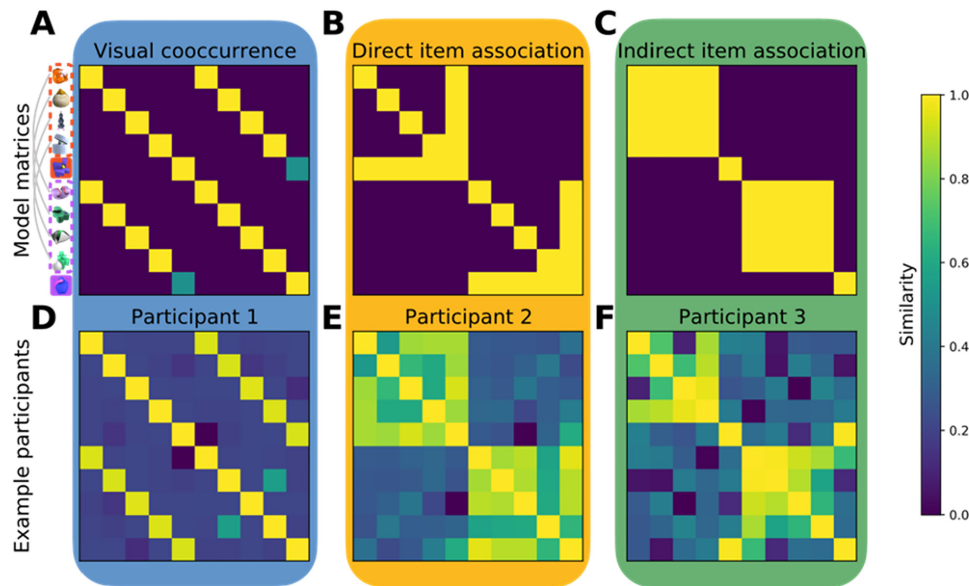 A
B
C
Visual cooccurrence
Direct item association
Indirect item association
Model matrices
D
E
F
Participant 1
Participant 2
Participant 3
Example participants
Similarity
1.0
0.8
0.6
0.4
0.2
0.0